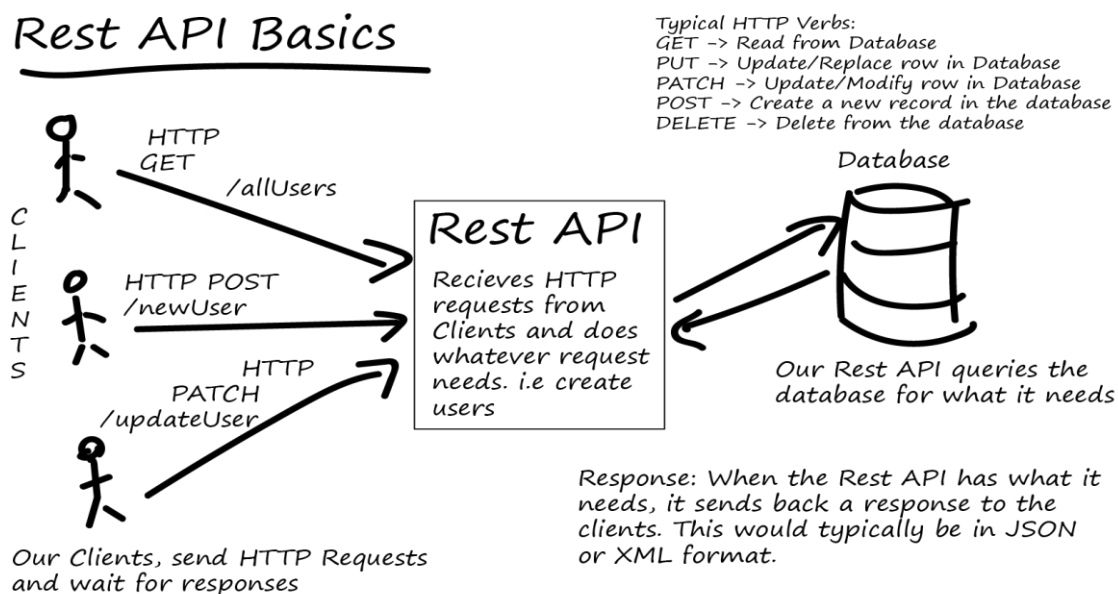 Rest API Basics
Typical HTTP Verbs:
GET -> Read from Database
PUT -> Update/Replace row in Database
PATCH -> Update/Modify row in Database
POST -> Create a new record in the database
DELETE -> Delete from the database
CLIENTS
HTTP
GET
/allUsers
HTTP POST
/newUser
HTTP
PATCH
/updateUser
Rest API
Recieves HTTP
requests from
Clients and does
whatever request
needs. i.e create
users
Database
Our Rest API queries the
database for what it needs
Response: When the Rest API has what it
needs, it sends back a response to the
clients. This would typically be in JSON
or XML format.
Our Clients, send HTTP Requests
and wait for responses